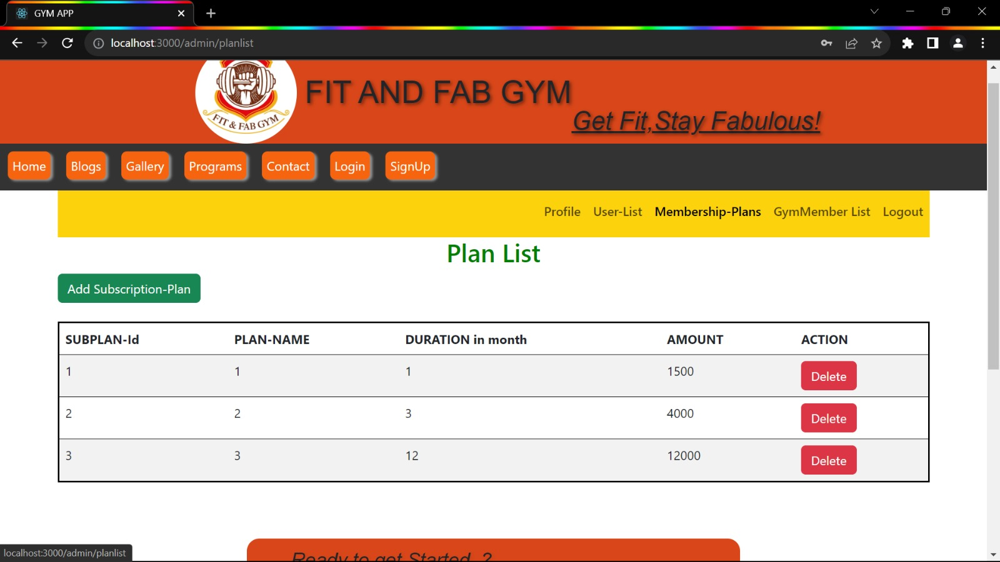 GYM APP
localhost:3000/admin/planlist
FIT & FAB GYM
FIT AND FAB GYM
Get Fit,Stay Fabulous!
Home Blogs Gallery Programs Contact Login SignUp
Profile User-List Membership-Plans GymMember List Logout
Plan List
Add Subscription-Plan
SUBPLAN-Id PLAN-NAME DURATION in month AMOUNT ACTION
1 1 1 1500 Delete
2 2 3 4000 Delete
3 3 12 12000 Delete
Ready to get Started..?
localhost:3000/admin/planlist